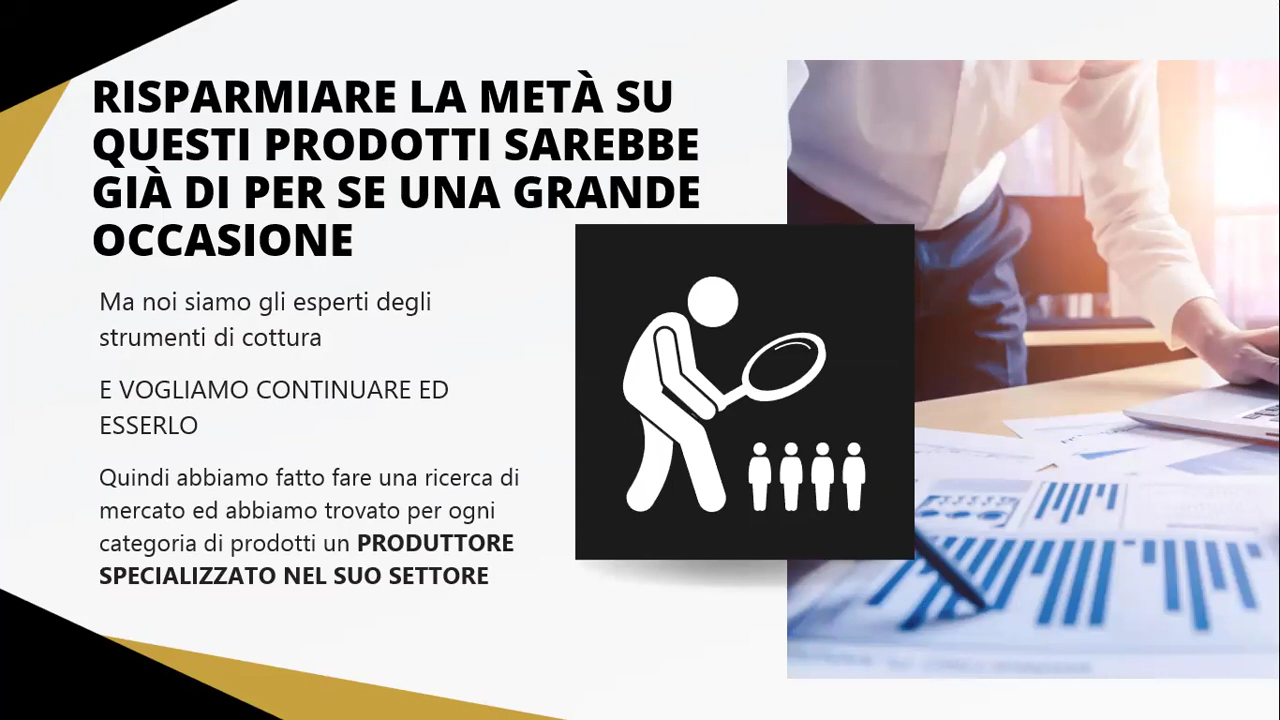 RISPARMIARE LA METÀ SU
QUESTI PRODOTTI SAREBBE
GIÀ DI PER SE UNA GRANDE
OCCASIONE
Ma noi siamo gli esperti degli
strumenti di cottura
E VOGLIAMO CONTINUARE ED
ESSERLO
Quindi abbiamo fatto fare una ricerca di
mercato ed abbiamo trovato per ogni
categoria di prodotti un PRODUTTORE
SPECIALIZZATO NEL SUO SETTORE